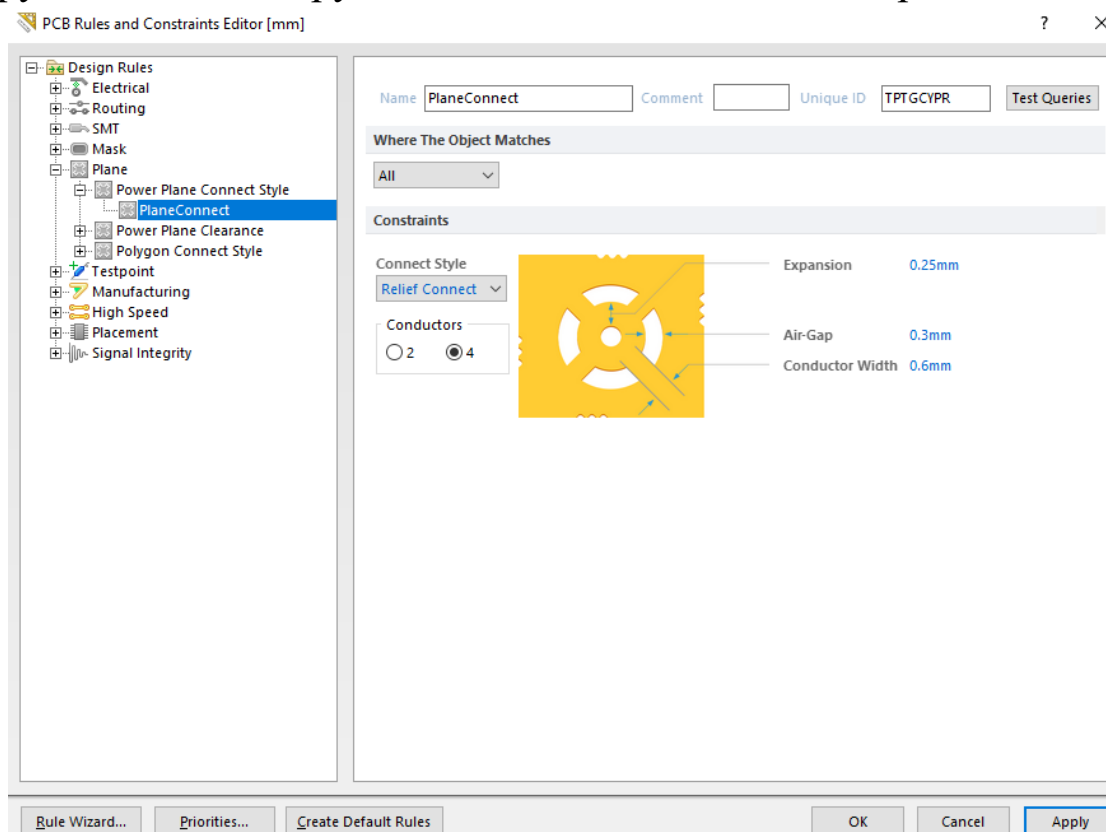 PCB Rules and Constraints Editor [mm]
?
Design Rules
Electrical
Routing
SMT
Mask
Plane
Power Plane Connect Style
PlaneConnect
Power Plane Clearance
Polygon Connect Style
Testpoint
Manufacturing
High Speed
Placement
Signal Integrity
Name PlaneConnect Comment Unique ID TPTGCYPR Test Queries
Where The Object Matches
All
Constraints
Connect Style
Relief Connect
Conductors
2 4
Expansion 0.25mm
Air-Gap 0.3mm
Conductor Width 0.6mm
Rule Wizard... Priorities... Create Default Rules OK Cancel Apply